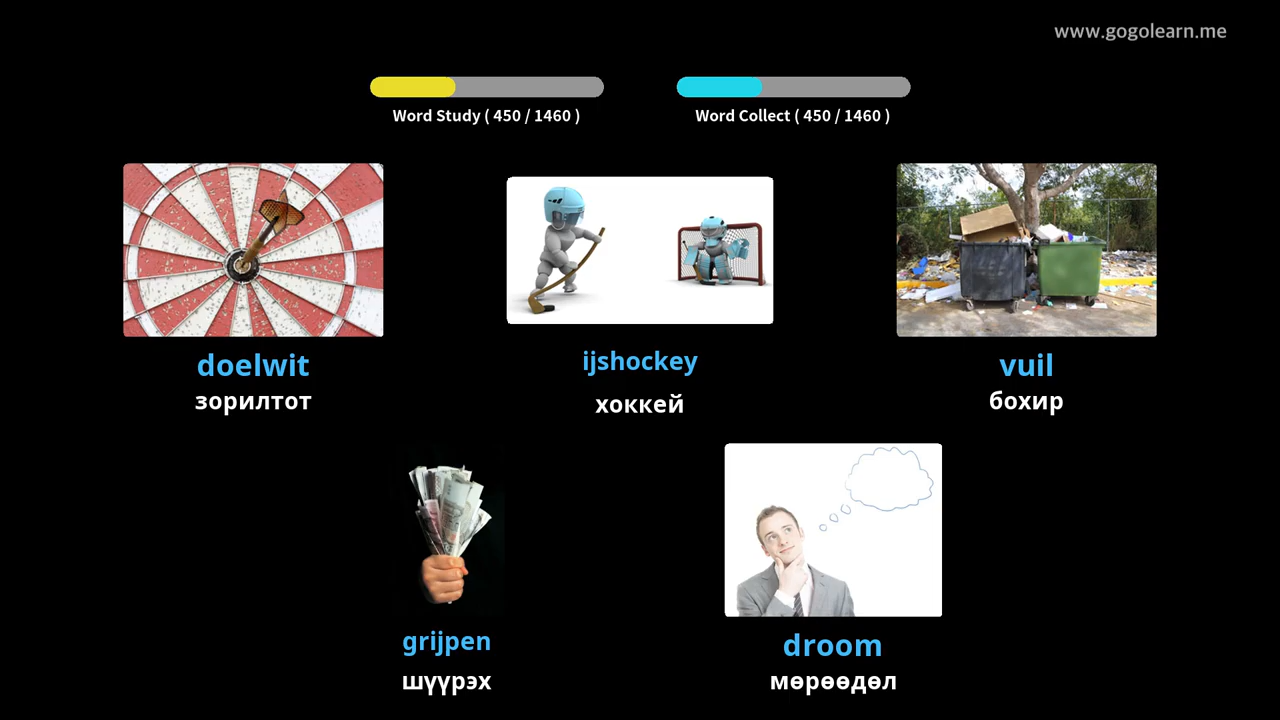 www.gogolearn.me
Word Study ( 450 / 1460 )
Word Collect ( 450 / 1460 )
doelwit
зорилтот
ijshockey
хоккей
vuil
бохир
grijpen
шүүрэх
droom
мөрөөдөл